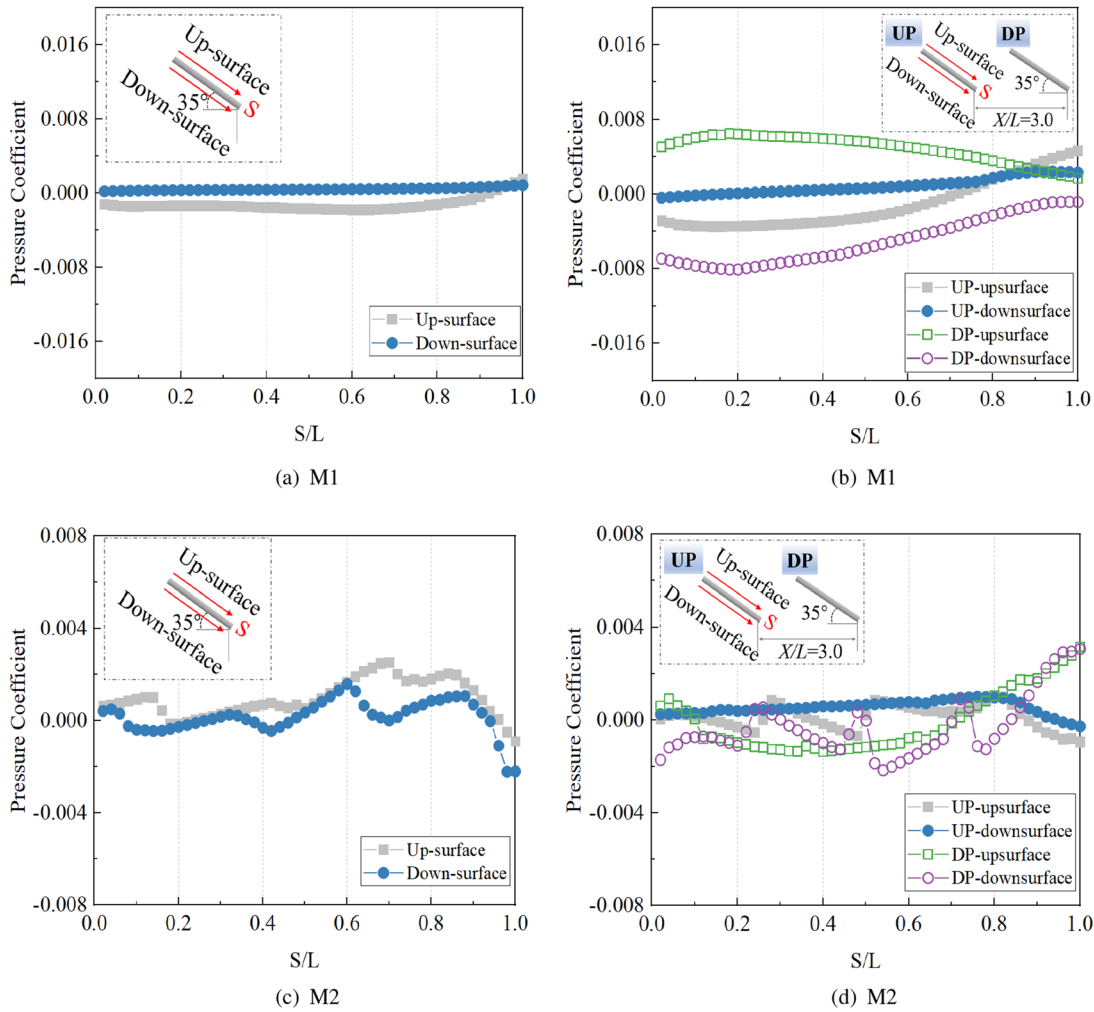 0.016
0.008
0.000
-0.008
-0.016
Pressure Coefficient
Up-surface
Down-surface
35°
S
Up-surface
Down-surface
0.0 0.2 0.4 0.6 0.8 1.0
S/L
(a) M1
0.016
0.008
0.000
-0.008
-0.016
Pressure Coefficient
UP
DP
Up-surface
Down-surface
S
35°
X/L=3.0
UP-upsurface
UP-downsurface
DP-upsurface
DP-downsurface
0.0 0.2 0.4 0.6 0.8 1.0
S/L
(b) M1
0.008
0.004
0.000
-0.004
-0.008
Pressure Coefficient
Up-surface
Down-surface
35°
S
Up-surface
Down-surface
0.0 0.2 0.4 0.6 0.8 1.0
S/L
(c) M2
0.008
0.004
0.000
-0.004
-0.008
Pressure Coefficient
UP
DP
Up-surface
Down-surface
S
35°
X/L=3.0
UP-upsurface
UP-downsurface
DP-upsurface
DP-downsurface
0.0 0.2 0.4 0.6 0.8 1.0
S/L
(d) M2